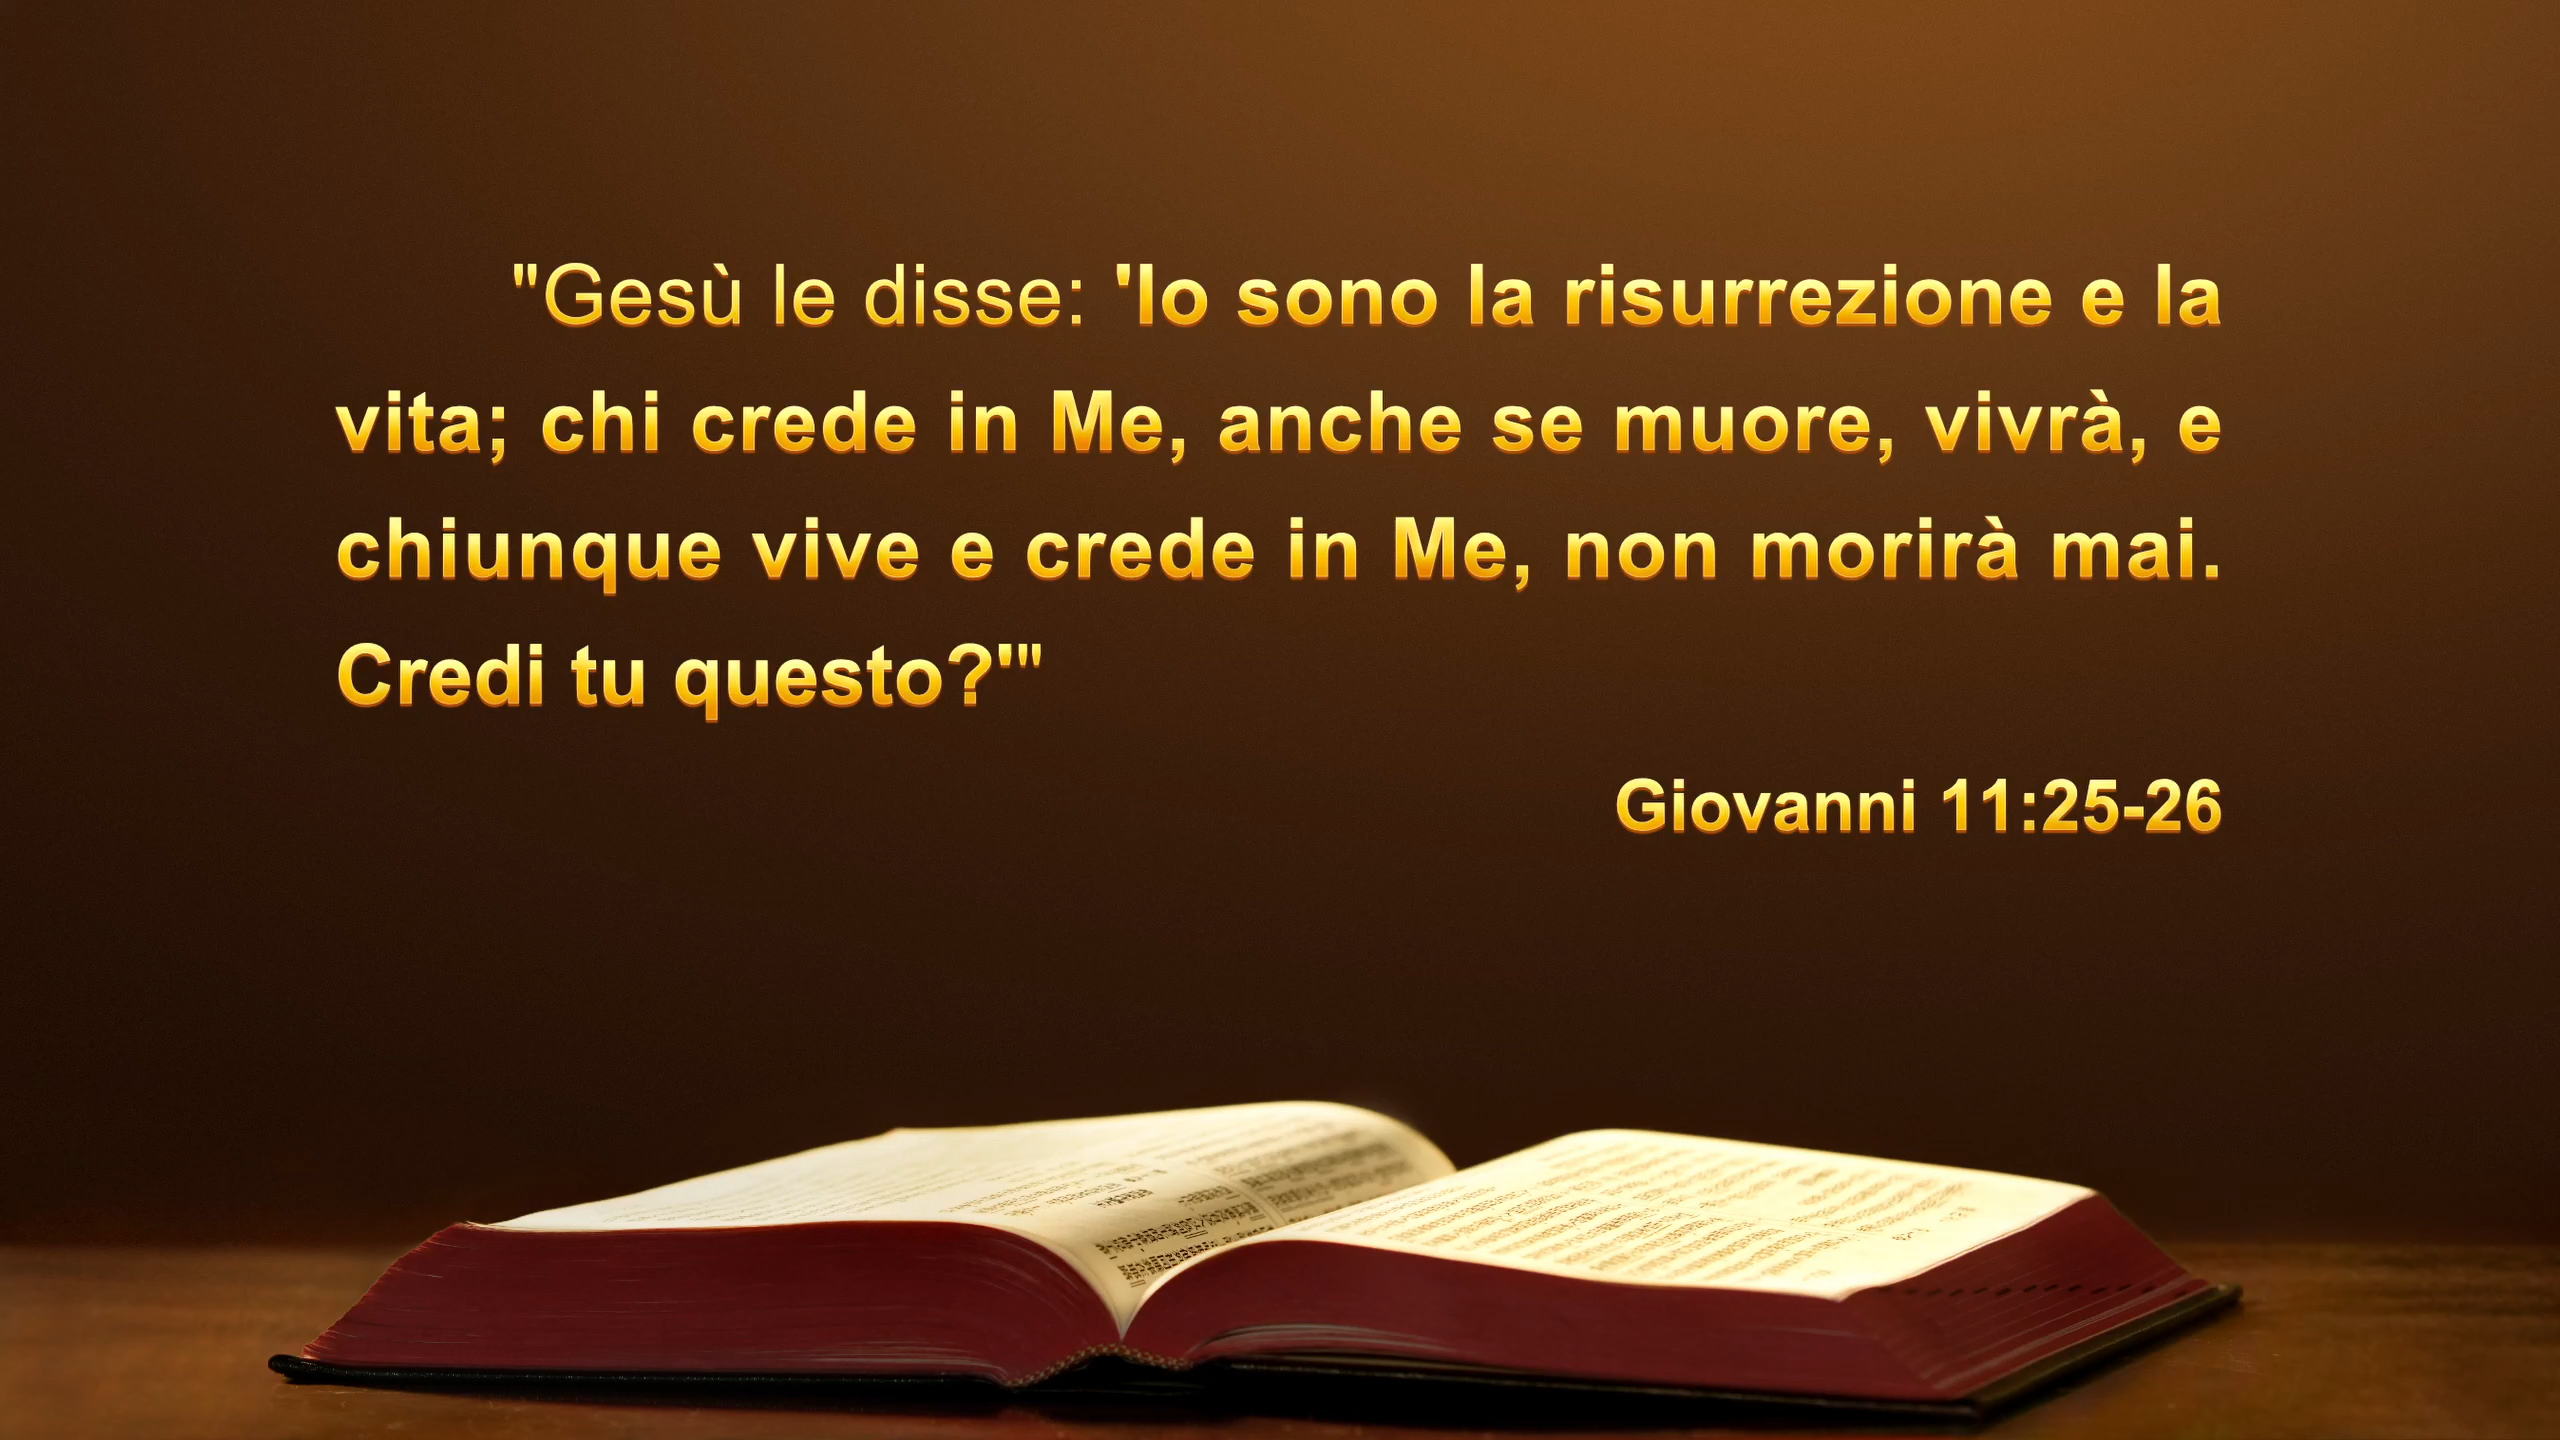 "Gesù le disse: 'Io sono la risurrezione e la
vita; chi crede in Me, anche se muore, vivrà, e
chiunque vive e crede in Me, non morirà mai.
Credi tu questo?'"
Giovanni 11:25-26